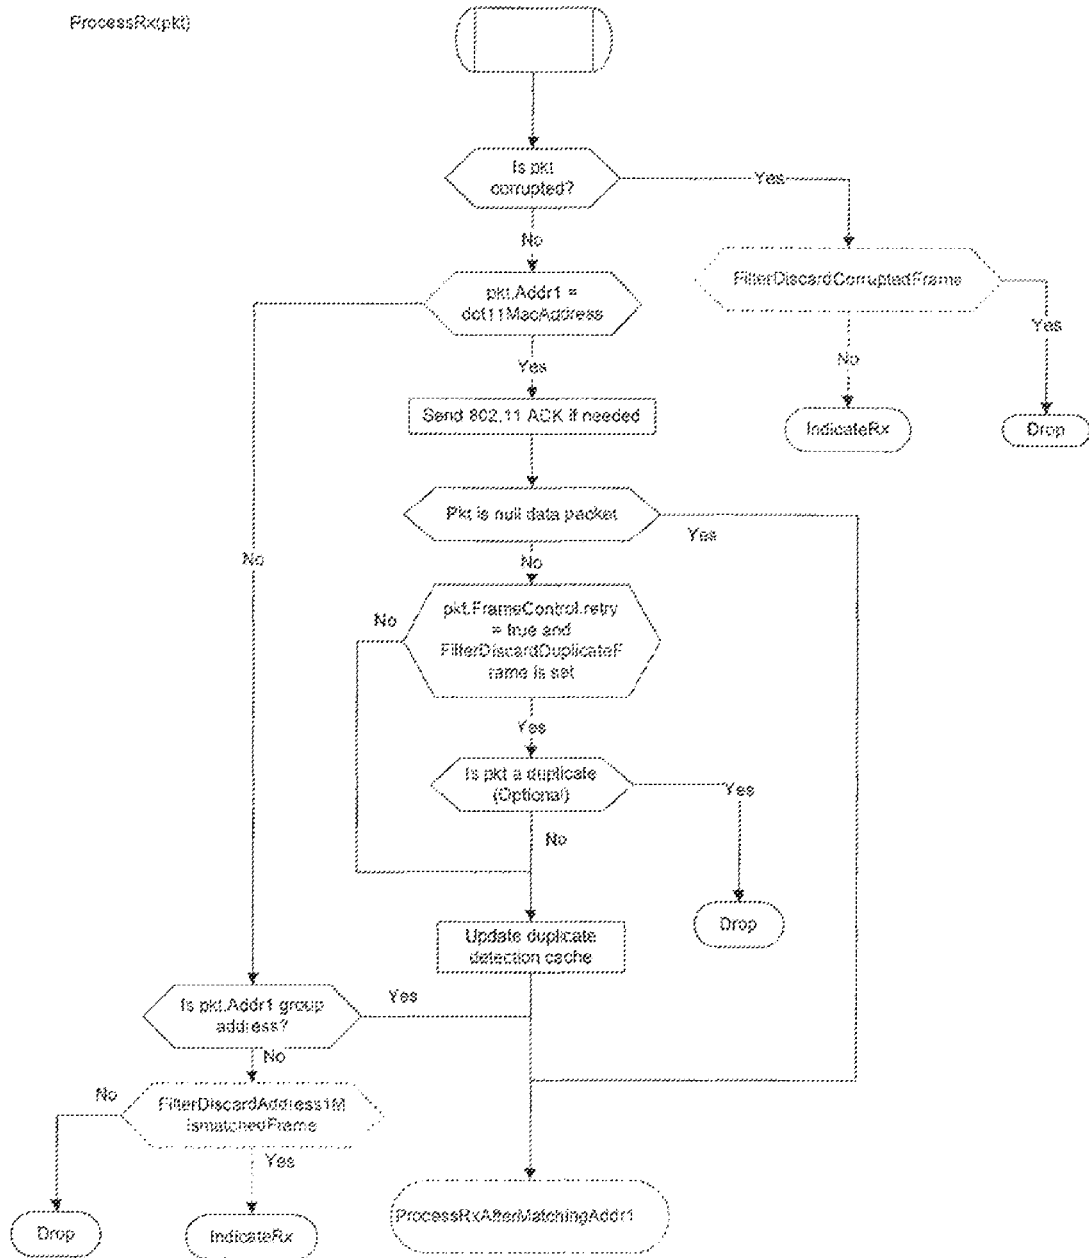 ProcessRx(pkt)
Is pkt
corrupted?
Yes
No
FilterDiscardCorruptedFrame
pkt.Addr1 =
dot11MacAddress
Yes
No
Yes
Send 802.11 ACK if needed
IndicateRx
Drop
Pkt is null data packet
Yes
No
No
pkt.FrameControl.retry
= true and
FilterDiscardDuplicateF
rame is set
No
Yes
Is pkt a duplicate
(Optional)
Yes
No
Drop
Update duplicate
detection cache
Is pkt.Addr1 group
address?
Yes
No
FilterDiscardAddress1M
ismatchedFrame
No
Yes
Drop
IndicateRx
ProcessRxAfterMatchingAddr1